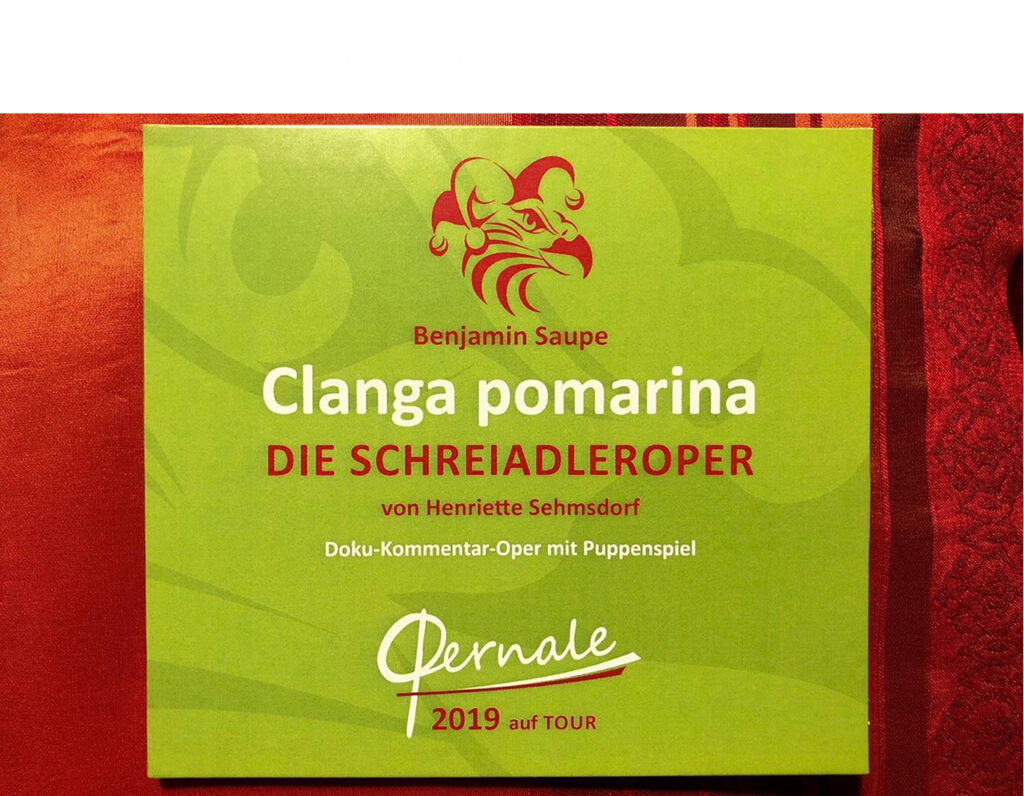 Benjamin Saupe
Clanga pomarina
DIE SCHREIADLEROPER
von Henriette Sehmsdorf
Doku-Kommentar-Oper mit Puppenspiel
Opernale
2019 auf TOUR